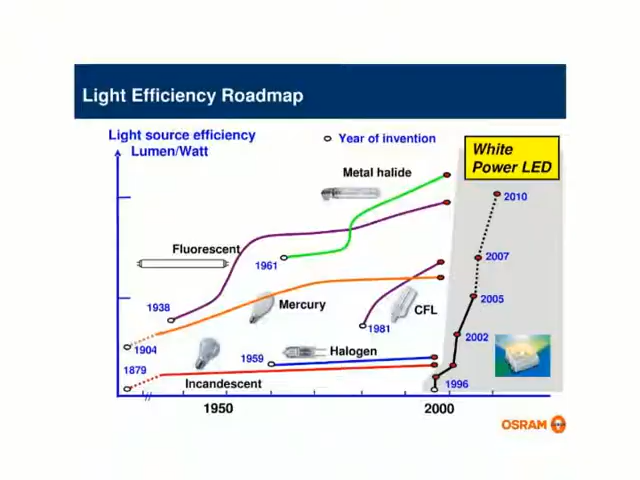 Light Efficiency Roadmap
Light source efficiency
Lumen/Watt
Year of invention
White
Power LED
Metal halide
2010
Fluorescent
1961
2007
1938
Mercury
CFL
2005
1981
2002
1904
1959
Halogen
1879
Incandescent
1996
1950
2000
OSRAM